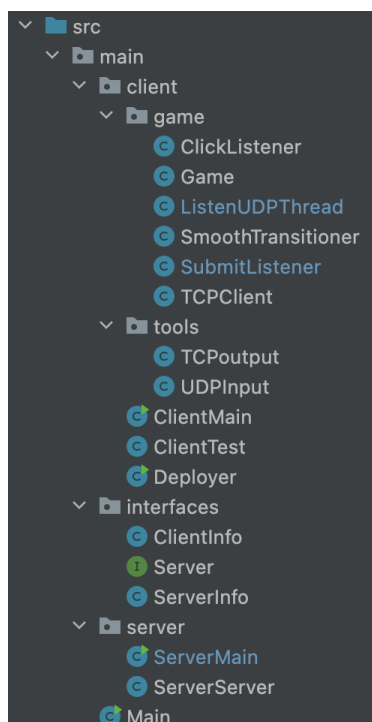 src
main
client
game
C ClickListener
C Game
C ListenUDPThread
C SmoothTransitioner
C SubmitListener
C TCPClient
tools
C TCPoutput
C UDPInput
C ClientMain
C ClientTest
C Deployer
interfaces
C ClientInfo
I Server
C ServerInfo
server
C ServerMain
C ServerServer
C Main